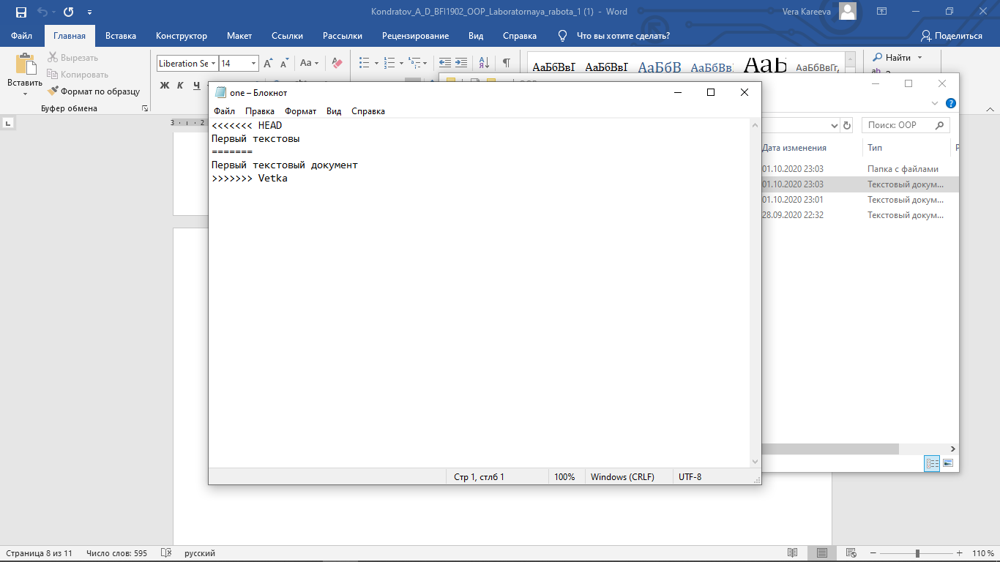 Kondratov_A_D_BFI1902_OOP_Laboratornaya_rabota_1 (1) - Word
Vera Kareeva
Файл Главная Вставка Конструктор Макет Ссылки Рассылки Рецензирование Вид Справка Что вы хотите сделать? Поделиться
Вставить
Вырезать
Копировать
Формат по образцу
Буфер обмена
Liberation Se 14
Aa
Ж К Ч
АаБбВвГ АаБбВвГ АаБбВ АаБбВв АаБбВвГг,
Найти
3 2
one – Блокнот
Файл Правка Формат Вид Справка
<<<<<<< HEAD
Первый текстовы
=======
Первый текстовый документ
>>>>>>> Vetka
Стр 1, стлб 1 100% Windows (CRLF) UTF-8
Поиск: OOP
Дата изменения Тип Р
01.10.2020 23:03 Папка с файлами
01.10.2020 23:03 Текстовый докум...
01.10.2020 23:01 Текстовый докум...
28.09.2020 22:32 Текстовый докум...
Страница 8 из 11 Число слов: 595 русский 110 %